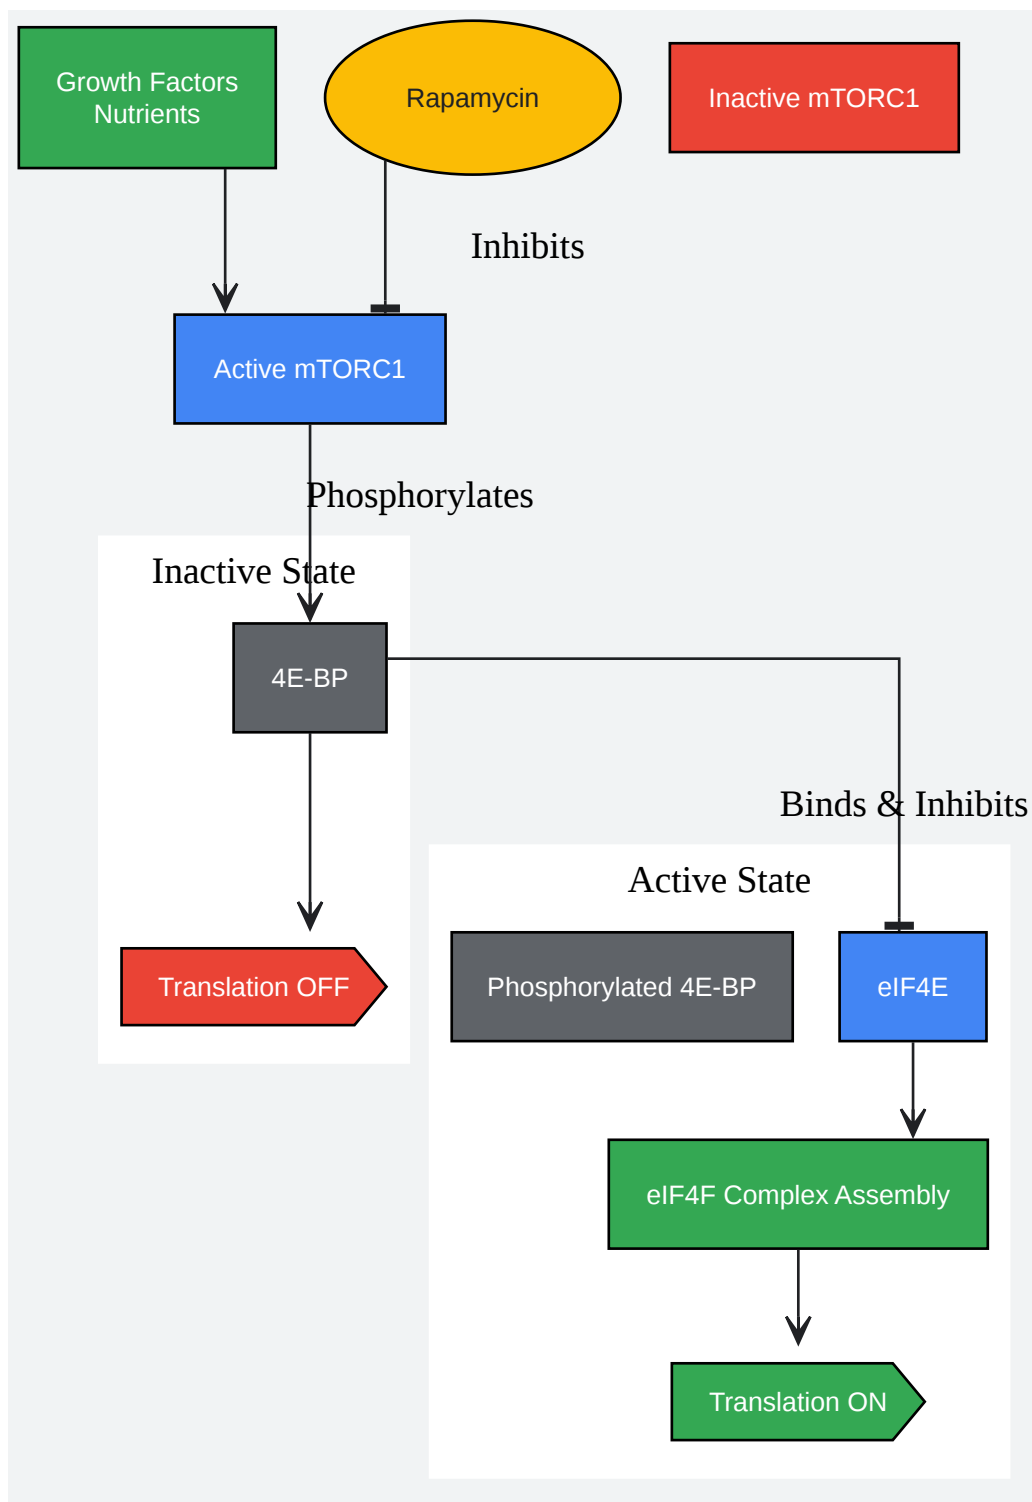 Growth Factors
Nutrients
Rapamycin
Inactive mTORC1
Inhibits
Active mTORC1
Phosphorylates
Inactive State
4E-BP
Binds & Inhibits
Active State
Translation OFF
Phosphorylated 4E-BP
eIF4E
eIF4F Complex Assembly
Translation ON